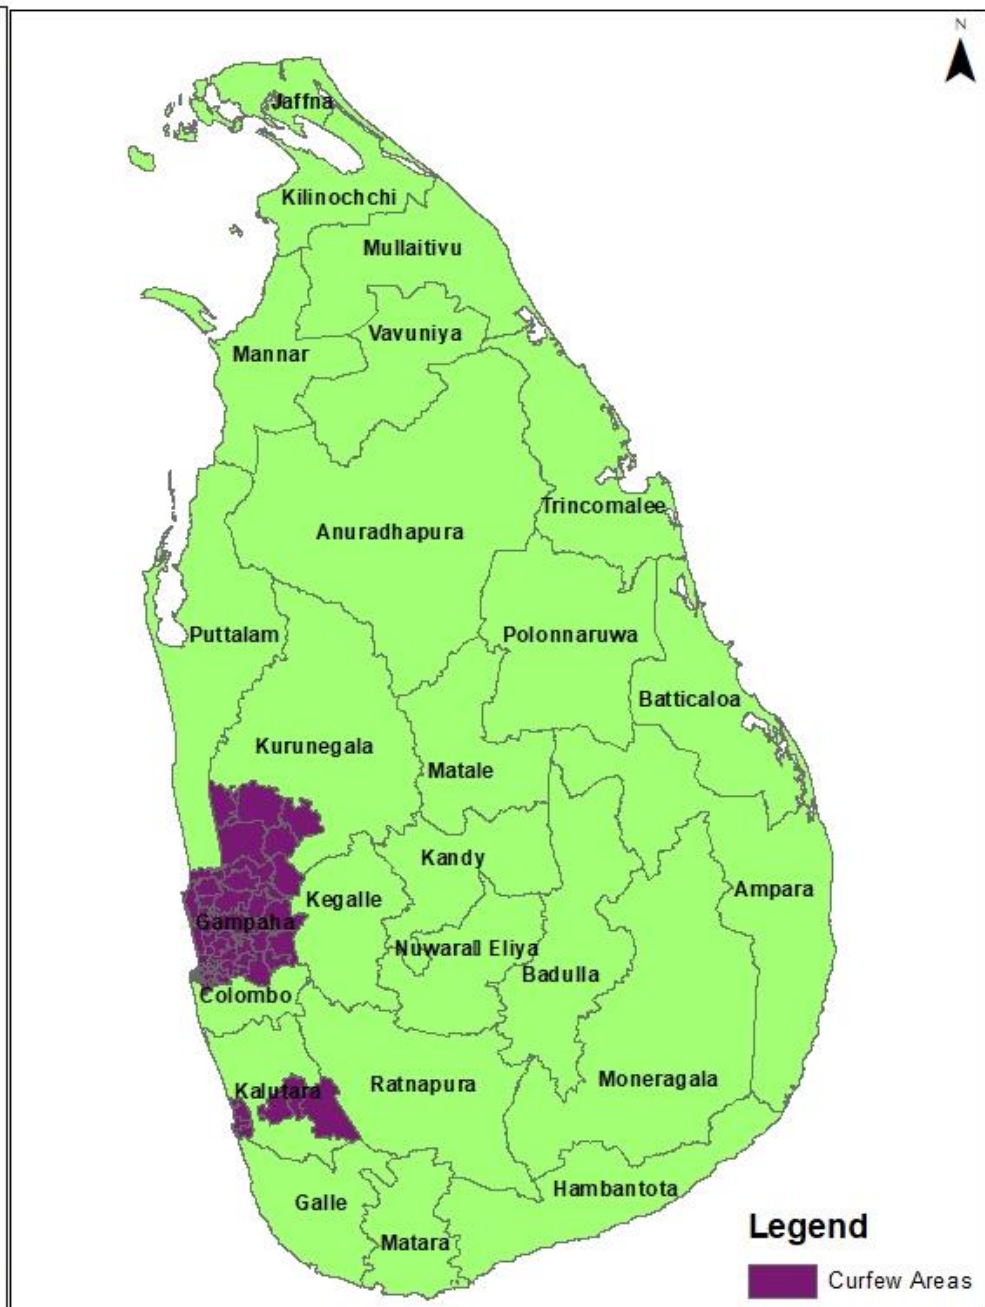 N
Jaffna
Kilinochchi
Mullaitivu
Vavuniya
Mannar
Trincomalee
Anuradhapura
Puttalam
Polonnaruwa
Batticaloa
Kurunegala
Matale
Kandy
Ampara
Kegalle
Gampaha
Nuwara Eliya
Badulla
Colombo
Moneragala
Ratnapura
Kalutara
Hambantota
Galle
Matara
Legend
Curfew Areas